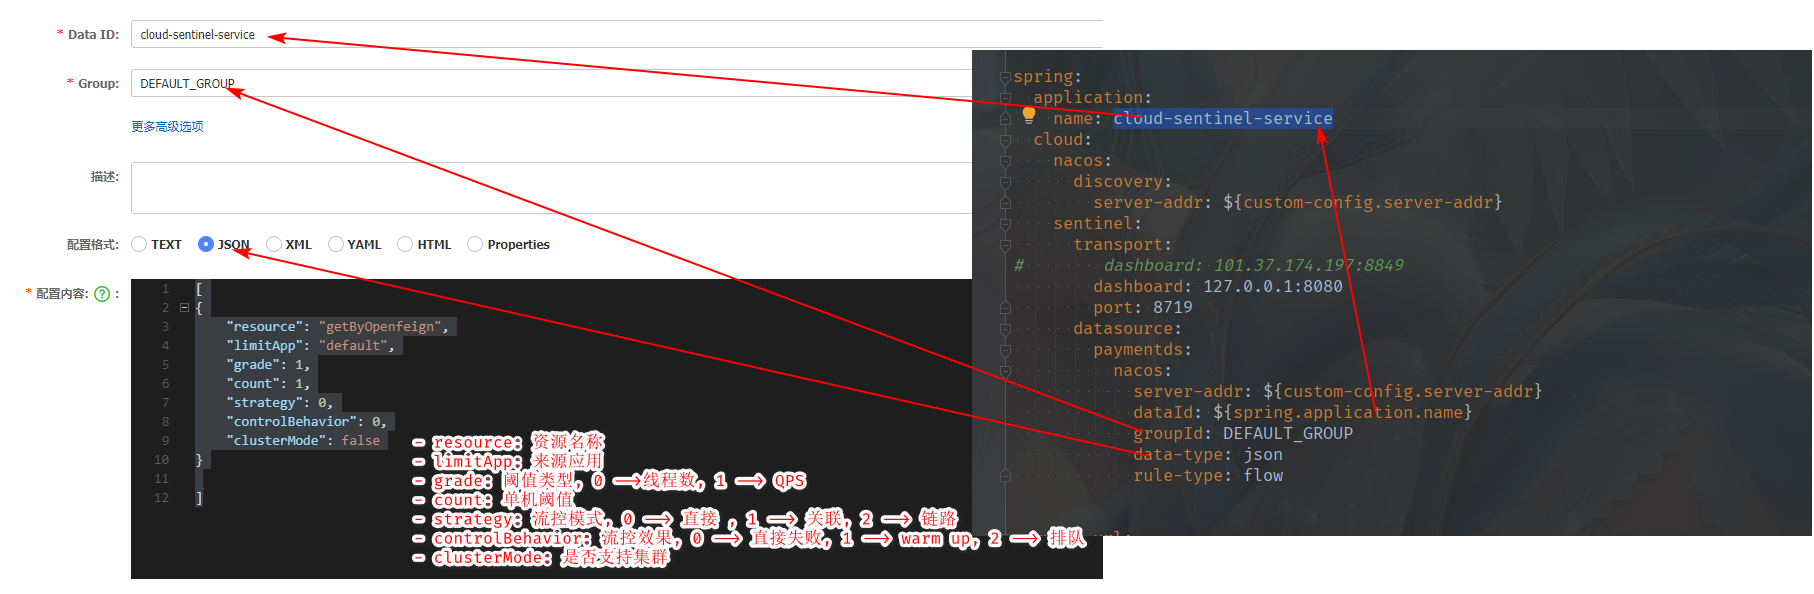 * Data ID: cloud-sentinel-service
* Group: DEFAULT_GROUP
更多高级选项
描述:
配置格式: TEXT JSON XML YAML HTML Properties
* 配置内容: ? :
1 [
2 {
3 "resource": "getByOpenfeign",
4 "limitApp": "default",
5 "grade": 1,
6 "count": 1,
7 "strategy": 0,
8 "controlBehavior": 0,
9 "clusterMode": false
10 }
11
12 ]
- resource: 资源名称
- limitApp: 来源应用
- grade: 阈值类型, 0 —>线程数, 1 —> QPS
- count: 单机阈值
- strategy: 流控模式, 0 —> 直接 , 1 —> 关联, 2 —> 链路
- controlBehavior: 流控效果, 0 —> 直接失败, 1 —> warm up, 2 —> 排队
- clusterMode: 是否支持集群
spring:
application:
name: cloud-sentinel-service
cloud:
nacos:
discovery:
server-addr: ${custom-config.server-addr}
sentinel:
transport:
# dashboard: 101.37.174.197:8849
dashboard: 127.0.0.1:8080
port: 8719
datasource:
paymentds:
nacos:
server-addr: ${custom-config.server-addr}
dataId: ${spring.application.name}
groupId: DEFAULT_GROUP
data-type: json
rule-type: flow